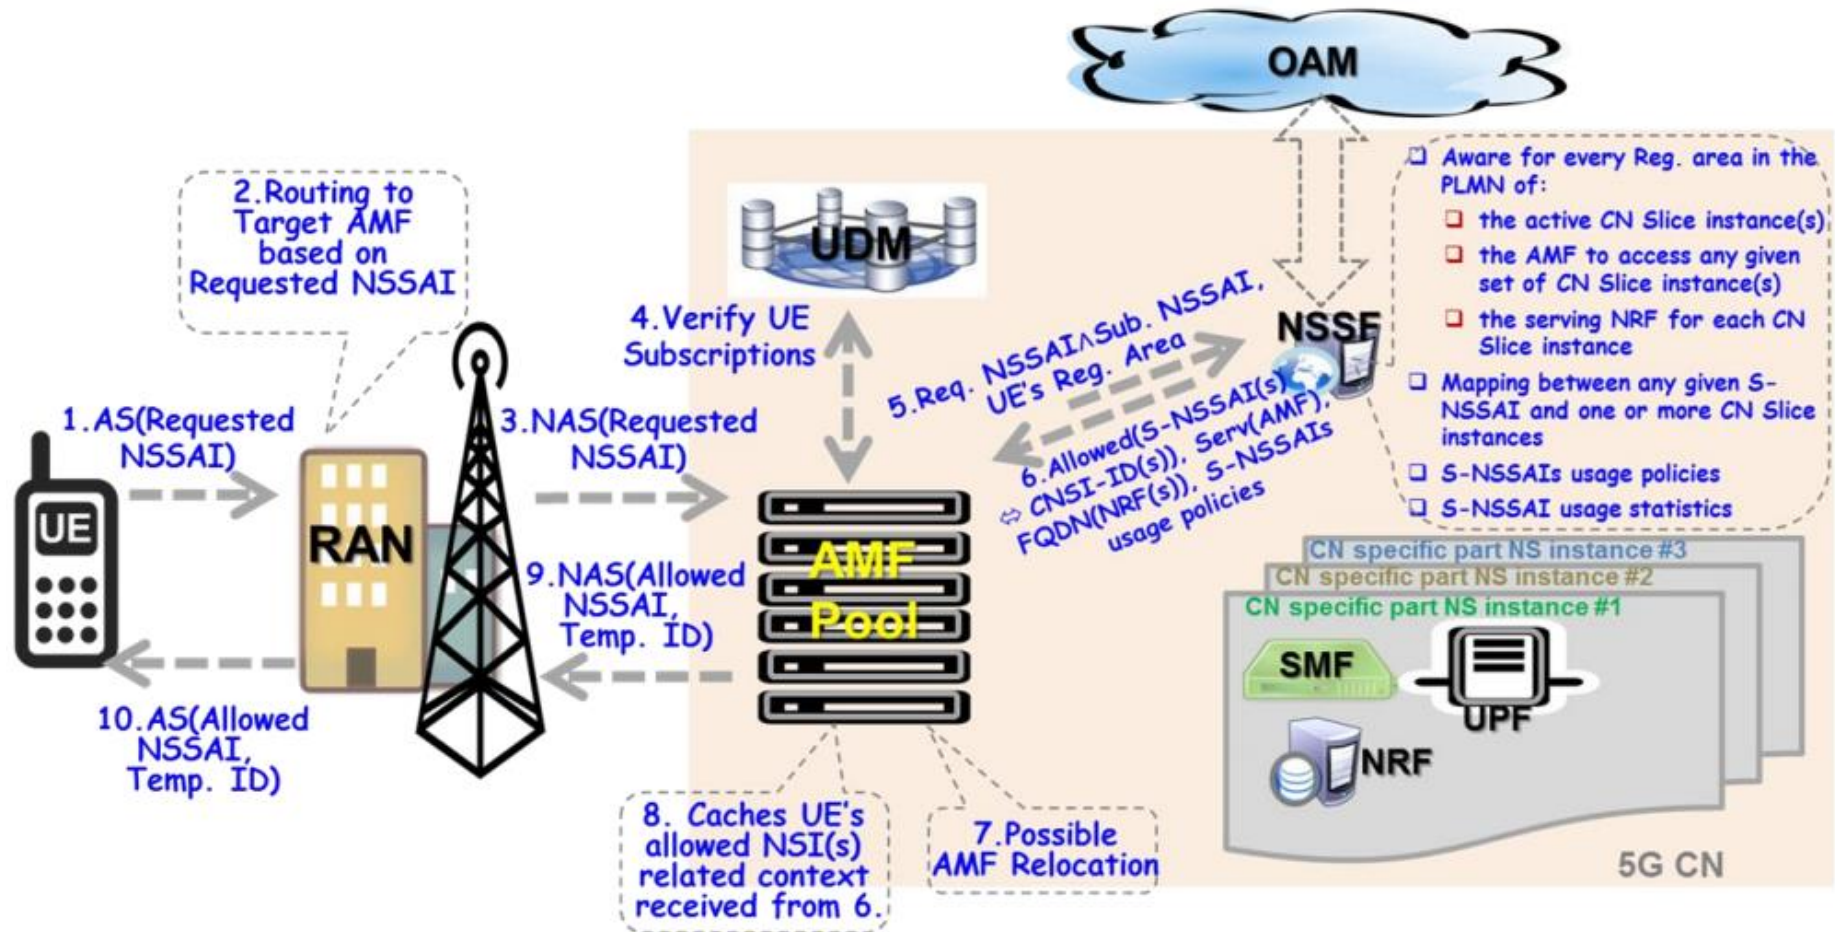 OAM
2.Routing to
Target AMF
based on
Requested NSSAI
UDM
4.Verify UE
Subscriptions
5.Req. NSSAI∧Sub. NSSAI,
UE's Reg. Area
NSSF
6.Allowed(S-NSSAI(s)
⇔ CNSI-ID(s)), Serv(AMF),
FQDN(NRF(s)), S-NSSAIs
usage policies
❑ Aware for every Reg. area in the
PLMN of:
❑ the active CN Slice instance(s)
❑ the AMF to access any given
set of CN Slice instance(s)
❑ the serving NRF for each CN
Slice instance
❑ Mapping between any given S-
NSSAI and one or more CN Slice
instances
❑ S-NSSAIs usage policies
❑ S-NSSAI usage statistics
1.AS(Requested
NSSAI)
UE
RAN
3.NAS(Requested
NSSAI)
AMF
Pool
9.NAS(Allowed
NSSAI,
Temp. ID)
10.AS(Allowed
NSSAI,
Temp. ID)
8. Caches UE's
allowed NSI(s)
related context
received from 6.
7.Possible
AMF Relocation
CN specific part NS instance #3
CN specific part NS instance #2
CN specific part NS instance #1
SMF
UPF
NRF
5G CN